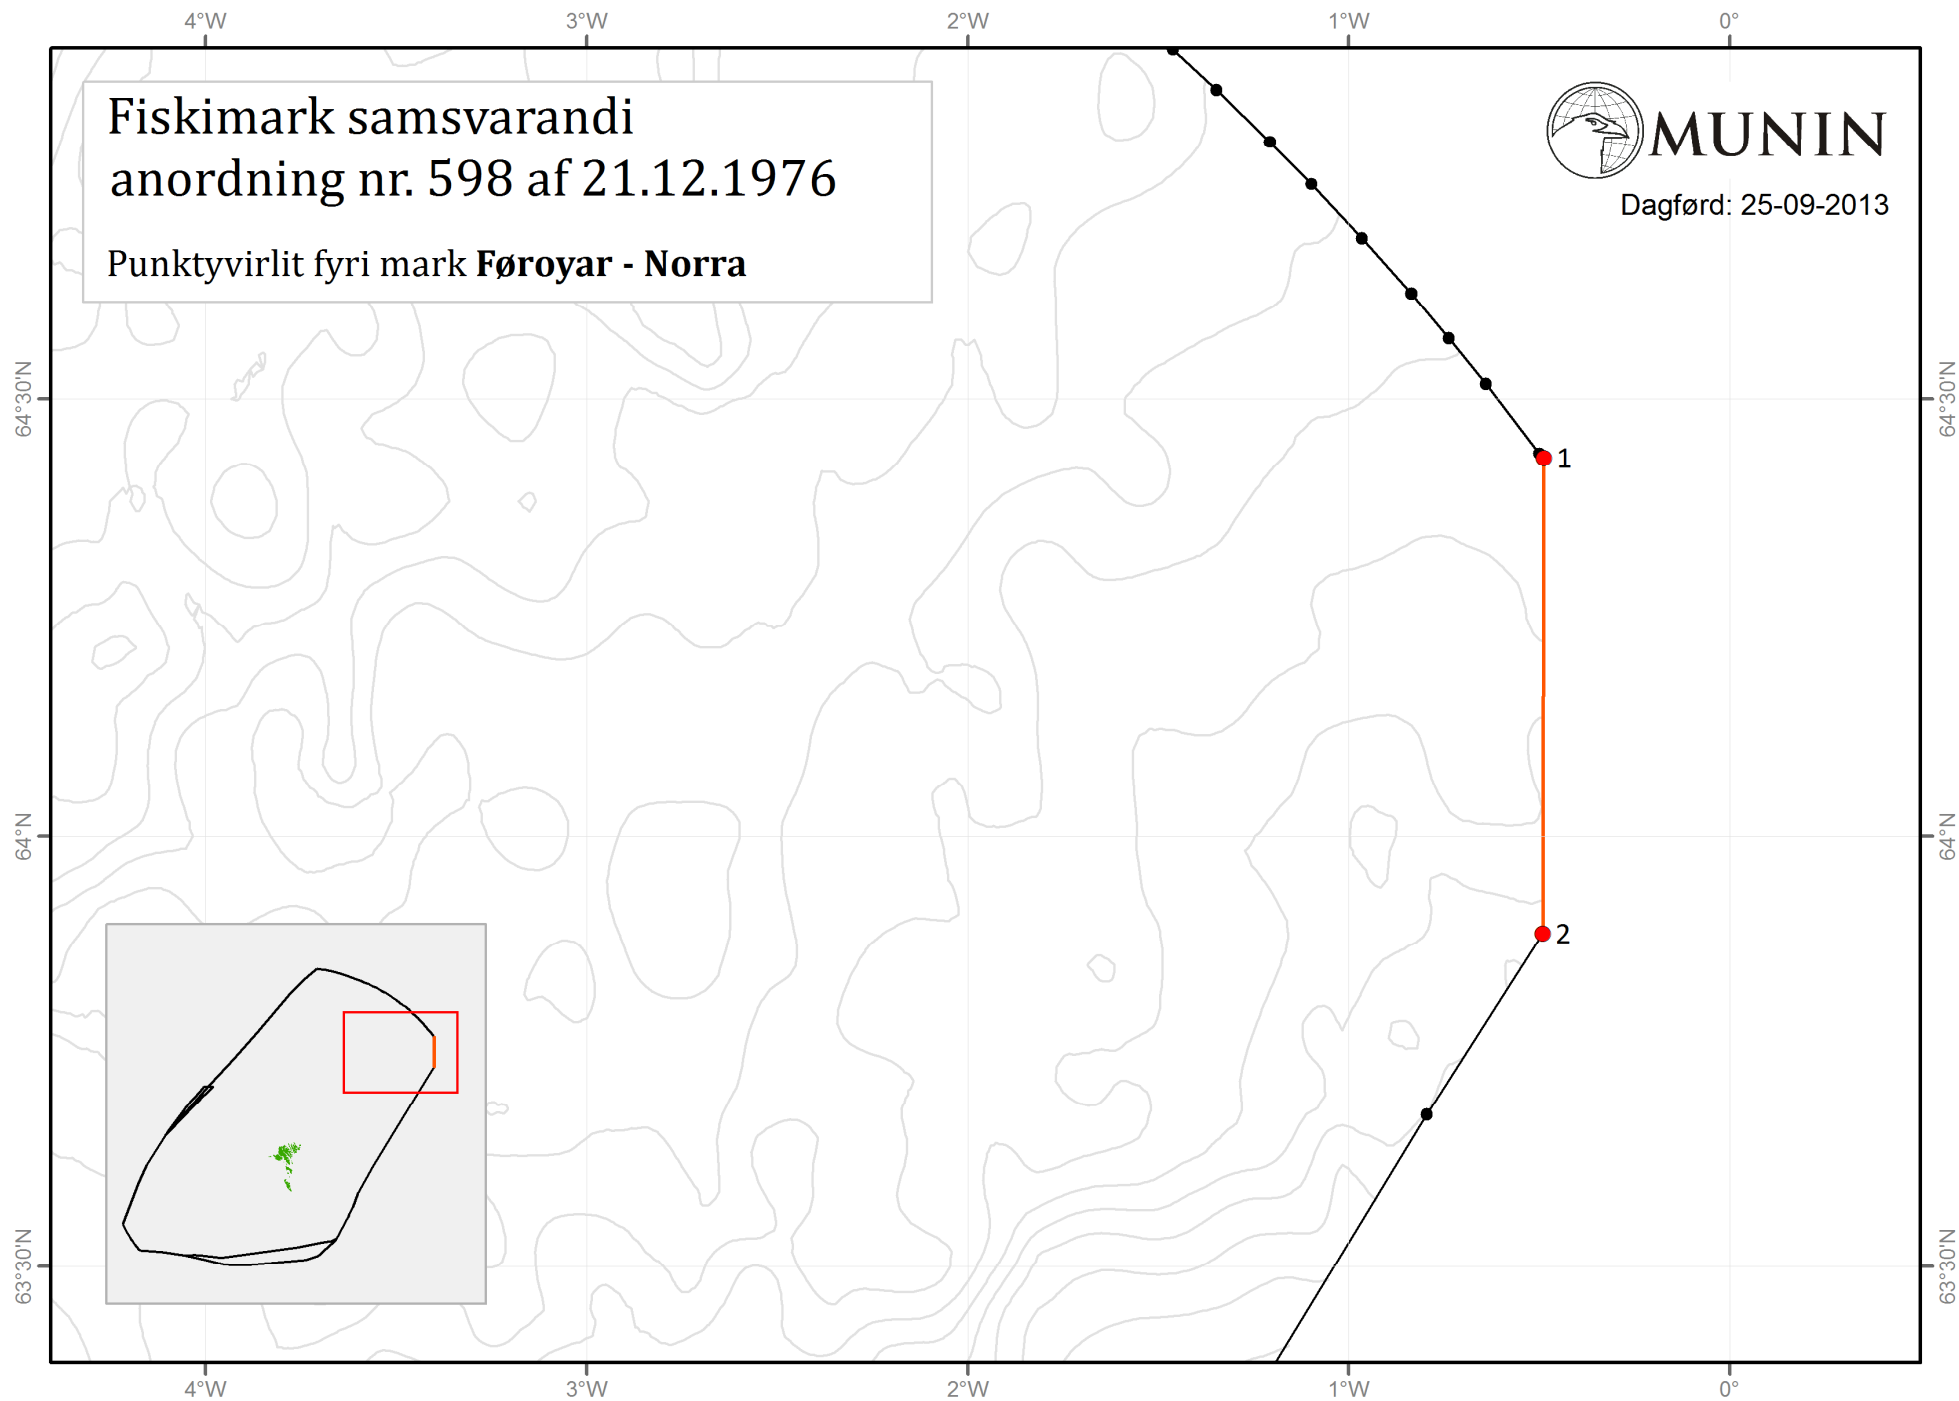 4°W 3°W 2°W 1°W 0°
Fiskimark samsvarandi
anordning nr. 598 af 21.12.1976
Punktyvirlit fyri mark Føroyar - Norra
MUNIN
Dagførd: 25-09-2013
64°30'N 64°30'N
1
64°N 64°N
2
63°30'N 63°30'N
4°W 3°W 2°W 1°W 0°